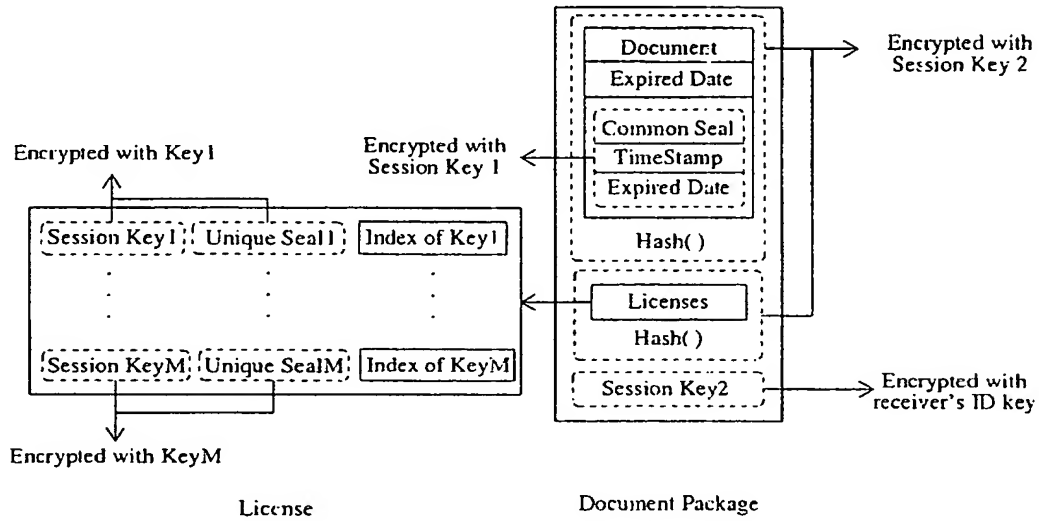 Document
Expired Date
Common Seal
TimeStamp
Expired Date
Hash( )
Licenses
Hash( )
Session Key2
Encrypted with
Session Key 2
Encrypted with
Session Key 1
Encrypted with
receiver's ID key
Encrypted with Key1
Session Key1 Unique Seal1 Index of Key1
Session KeyM Unique SealM Index of KeyM
Encrypted with KeyM
License
Document Package